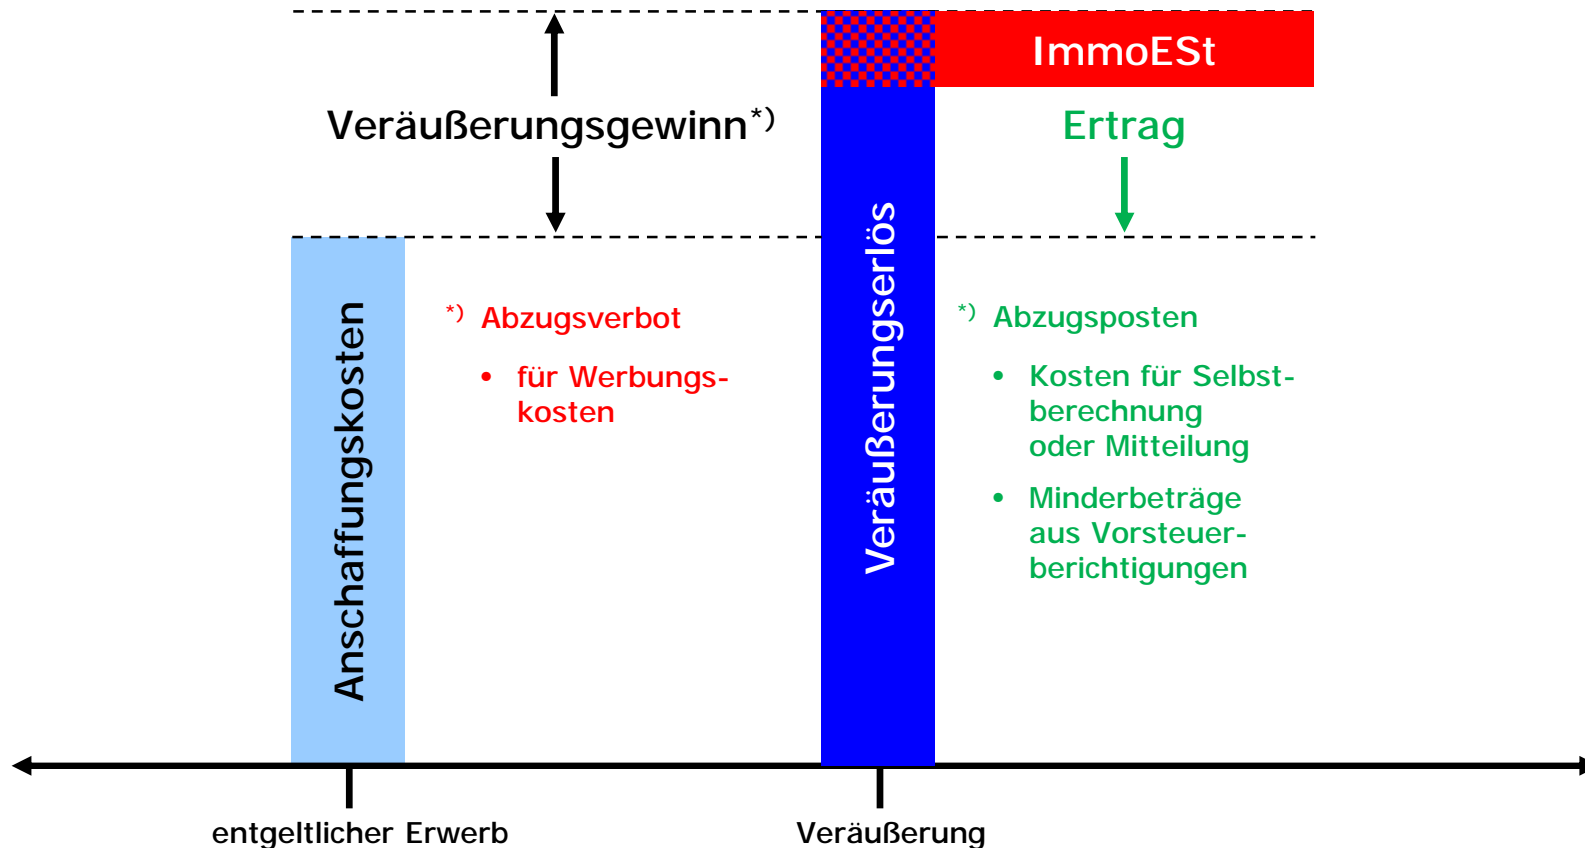 ImmoESt
Veräußerungsgewinn*)
Ertrag
Anschaffungskosten
*) Abzugsverbot
• für Werbungs-
kosten
Veräußerungserlös
*) Abzugsposten
• Kosten für Selbst-
berechnung
oder Mitteilung
• Minderbeträge
aus Vorsteuer-
berichtigungen
entgeltlicher Erwerb
Veräußerung